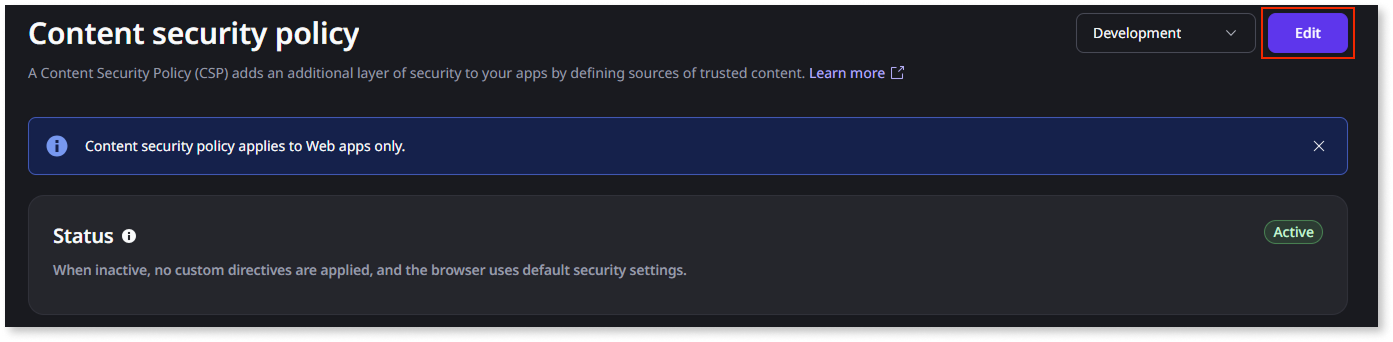 Content security policy
Development
Edit
A Content Security Policy (CSP) adds an additional layer of security to your apps by defining sources of trusted content. Learn more
Content security policy applies to Web apps only.
Status
Active
When inactive, no custom directives are applied, and the browser uses default security settings.